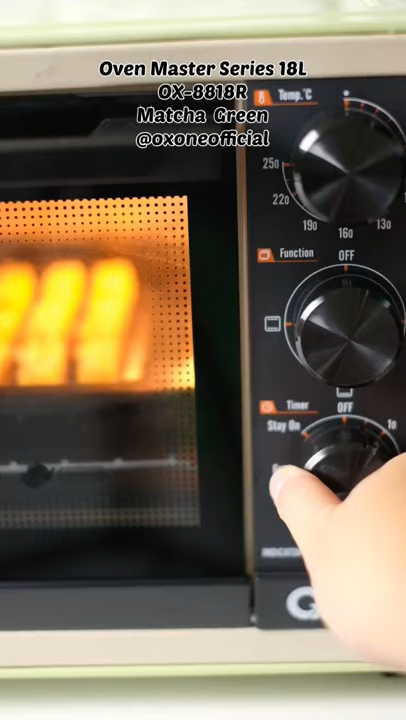 Oven Master Series 18L
OX-8818R
Matcha Green
@oxoneofficial
Temp.°C
250
220
190
160
130
Function
OFF
Timer
OFF
Stay On
10